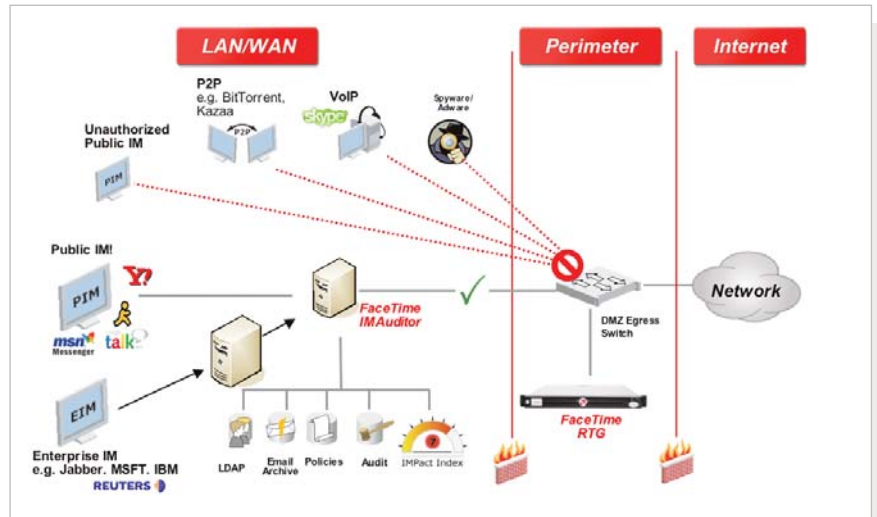 LAN/WAN
Perimeter
Internet
P2P
e.g. BitTorrent,
Kazaa
P2P
VoIP
skype
Spyware/
Adware
Unauthorized
Public IM
PIM
Public IM!
PIM
Y!
msn
Messenger
talk
FaceTime
IMAuditor
DMZ Egress
Switch
Network
EIM
Enterprise IM
e.g. Jabber. MSFT. IBM
REUTERS
LDAP
Email
Archive
Policies
Audit
?
IMPact Index
FaceTime
RTG